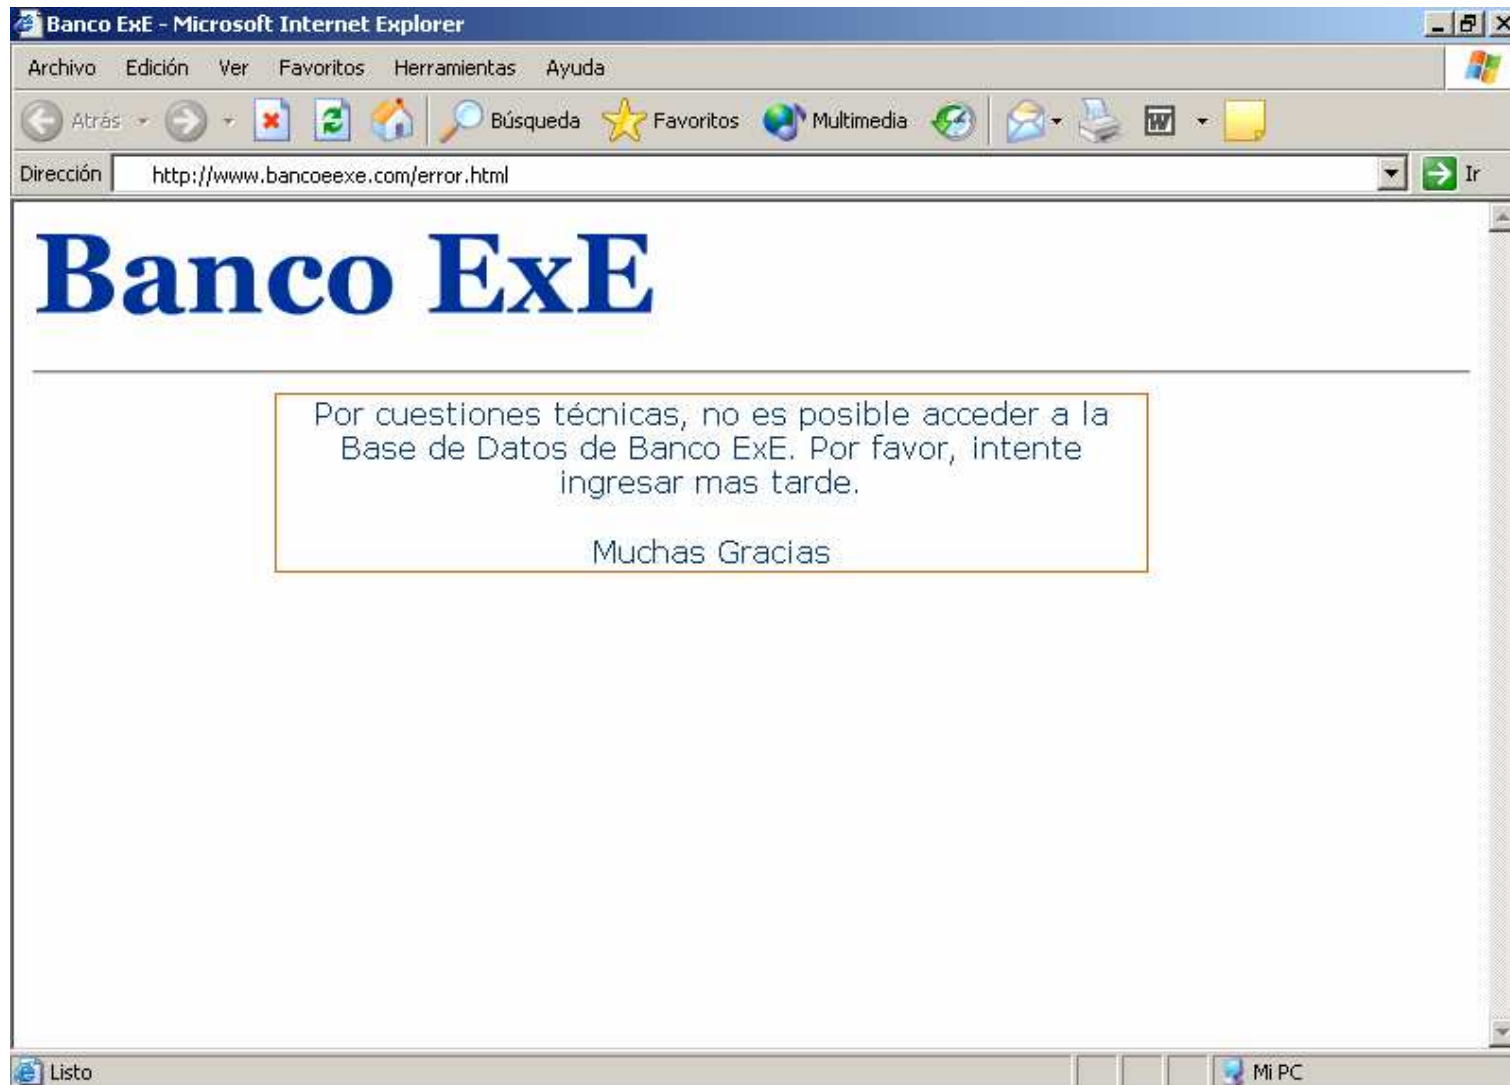 Banco ExE - Microsoft Internet Explorer
Archivo Edición Ver Favoritos Herramientas Ayuda
Atrás Búsqueda Favoritos Multimedia
Dirección http://www.bancoeexe.com/error.html Ir
Banco ExE
Por cuestiones técnicas, no es posible acceder a la
Base de Datos de Banco ExE. Por favor, intente
ingresar mas tarde.
Muchas Gracias
Listo Mi PC